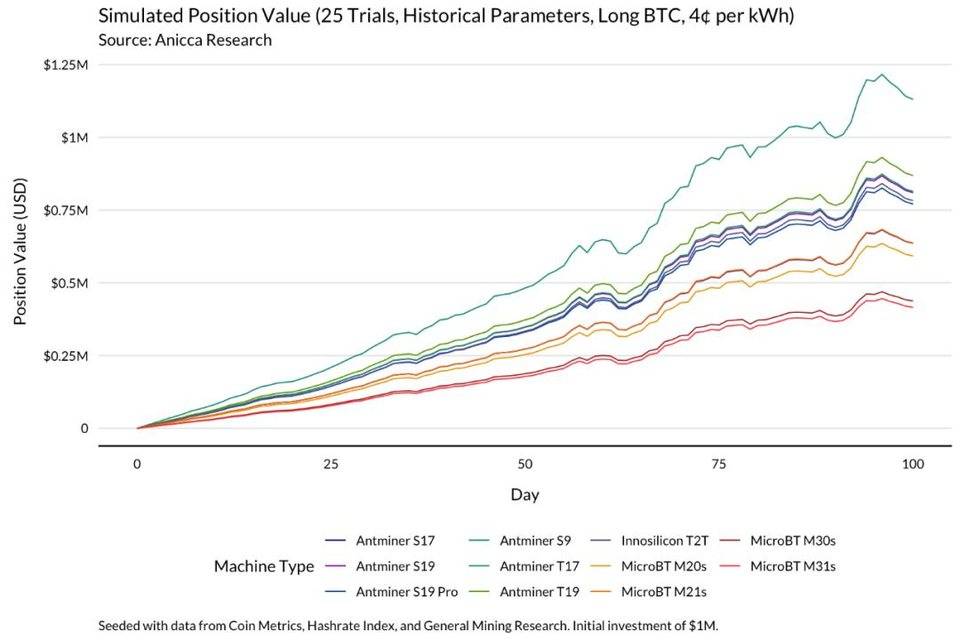 Simulated Position Value (25 Trials, Historical Parameters, Long BTC, 4¢ per kWh)
Source: Anicca Research
Position Value (USD)
$1.25M
$1M
$0.75M
$0.5M
$0.25M
0
0 25 50 75 100
Day
Machine Type
Antminer S17 Antminer S9 Innosilicon T2T MicroBT M30s
Antminer S19 Antminer T17 MicroBT M20s MicroBT M31s
Antminer S19 Pro Antminer T19 MicroBT M21s
Seeded with data from Coin Metrics, Hashrate Index, and General Mining Research. Initial investment of $1M.